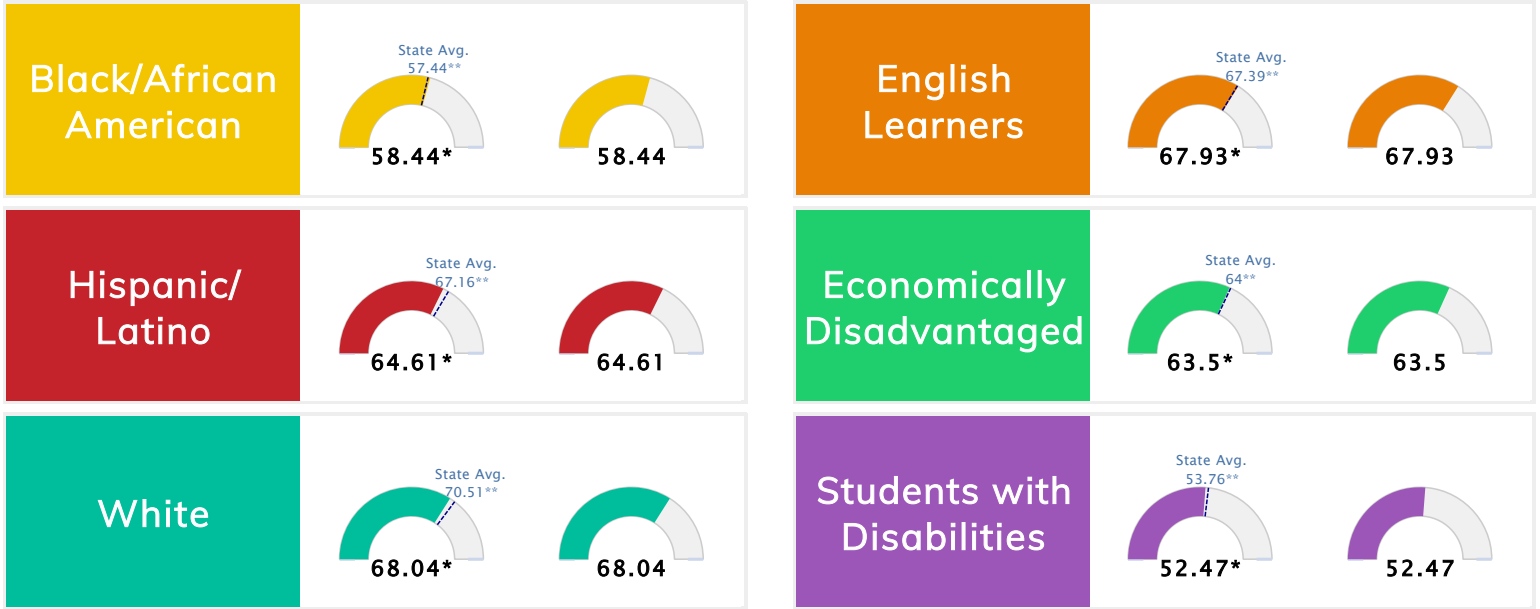 Black/African
American
State Avg.
57.44**
58.44*
58.44
English
Learners
State Avg.
67.39**
67.93*
67.93
Hispanic/
Latino
State Avg.
67.16**
64.61*
64.61
Economically
Disadvantaged
State Avg.
64**
63.5*
63.5
White
State Avg.
70.51**
68.04*
68.04
Students with
Disabilities
State Avg.
53.76**
52.47*
52.47